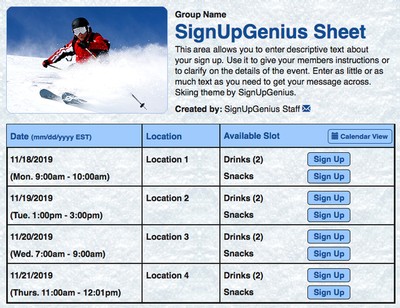 Group Name
SignUpGenius Sheet
This area allows you to enter descriptive text about
your sign up. Use it to give your members instructions or
to clarify on the details of the event. Enter as little or as
much text as you need to get your message across.
Skiing theme by SignUpGenius.
Created by: SignUpGenius Staff
Date (mm/dd/yyyy EST) Location Available Slot Calendar View
11/18/2019 Location 1 Drinks (2) Sign Up
(Mon. 9:00am - 10:00am) Snacks Sign Up
11/19/2019 Location 2 Drinks (2) Sign Up
(Tue. 1:00pm - 3:00pm) Snacks Sign Up
11/20/2019 Location 3 Drinks (2) Sign Up
(Wed. 7:00am - 9:00am) Snacks Sign Up
11/21/2019 Location 4 Drinks (2) Sign Up
(Thurs. 11:00am - 12:01pm) Snacks Sign Up